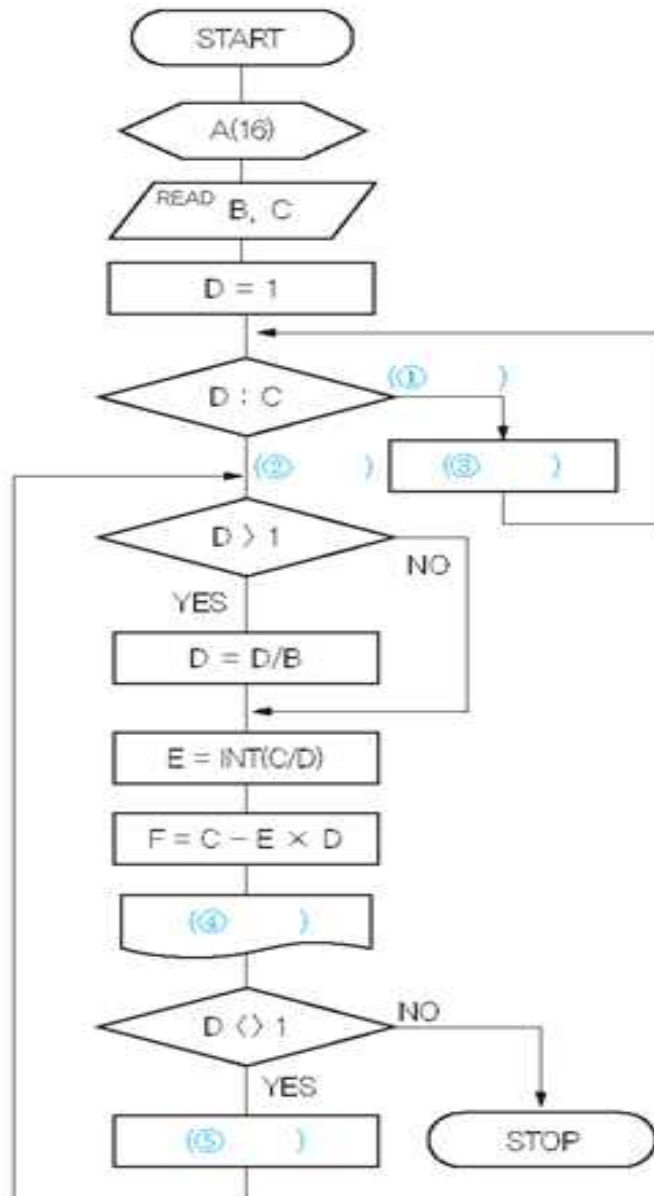 START
A(16)
READ B, C
D = 1
D : C
(① )
(② )
(③ )
D > 1
NO
YES
D = D/B
E = INT(C/D)
F = C - E × D
(④ )
D <> 1
NO
YES
(⑤ )
STOP